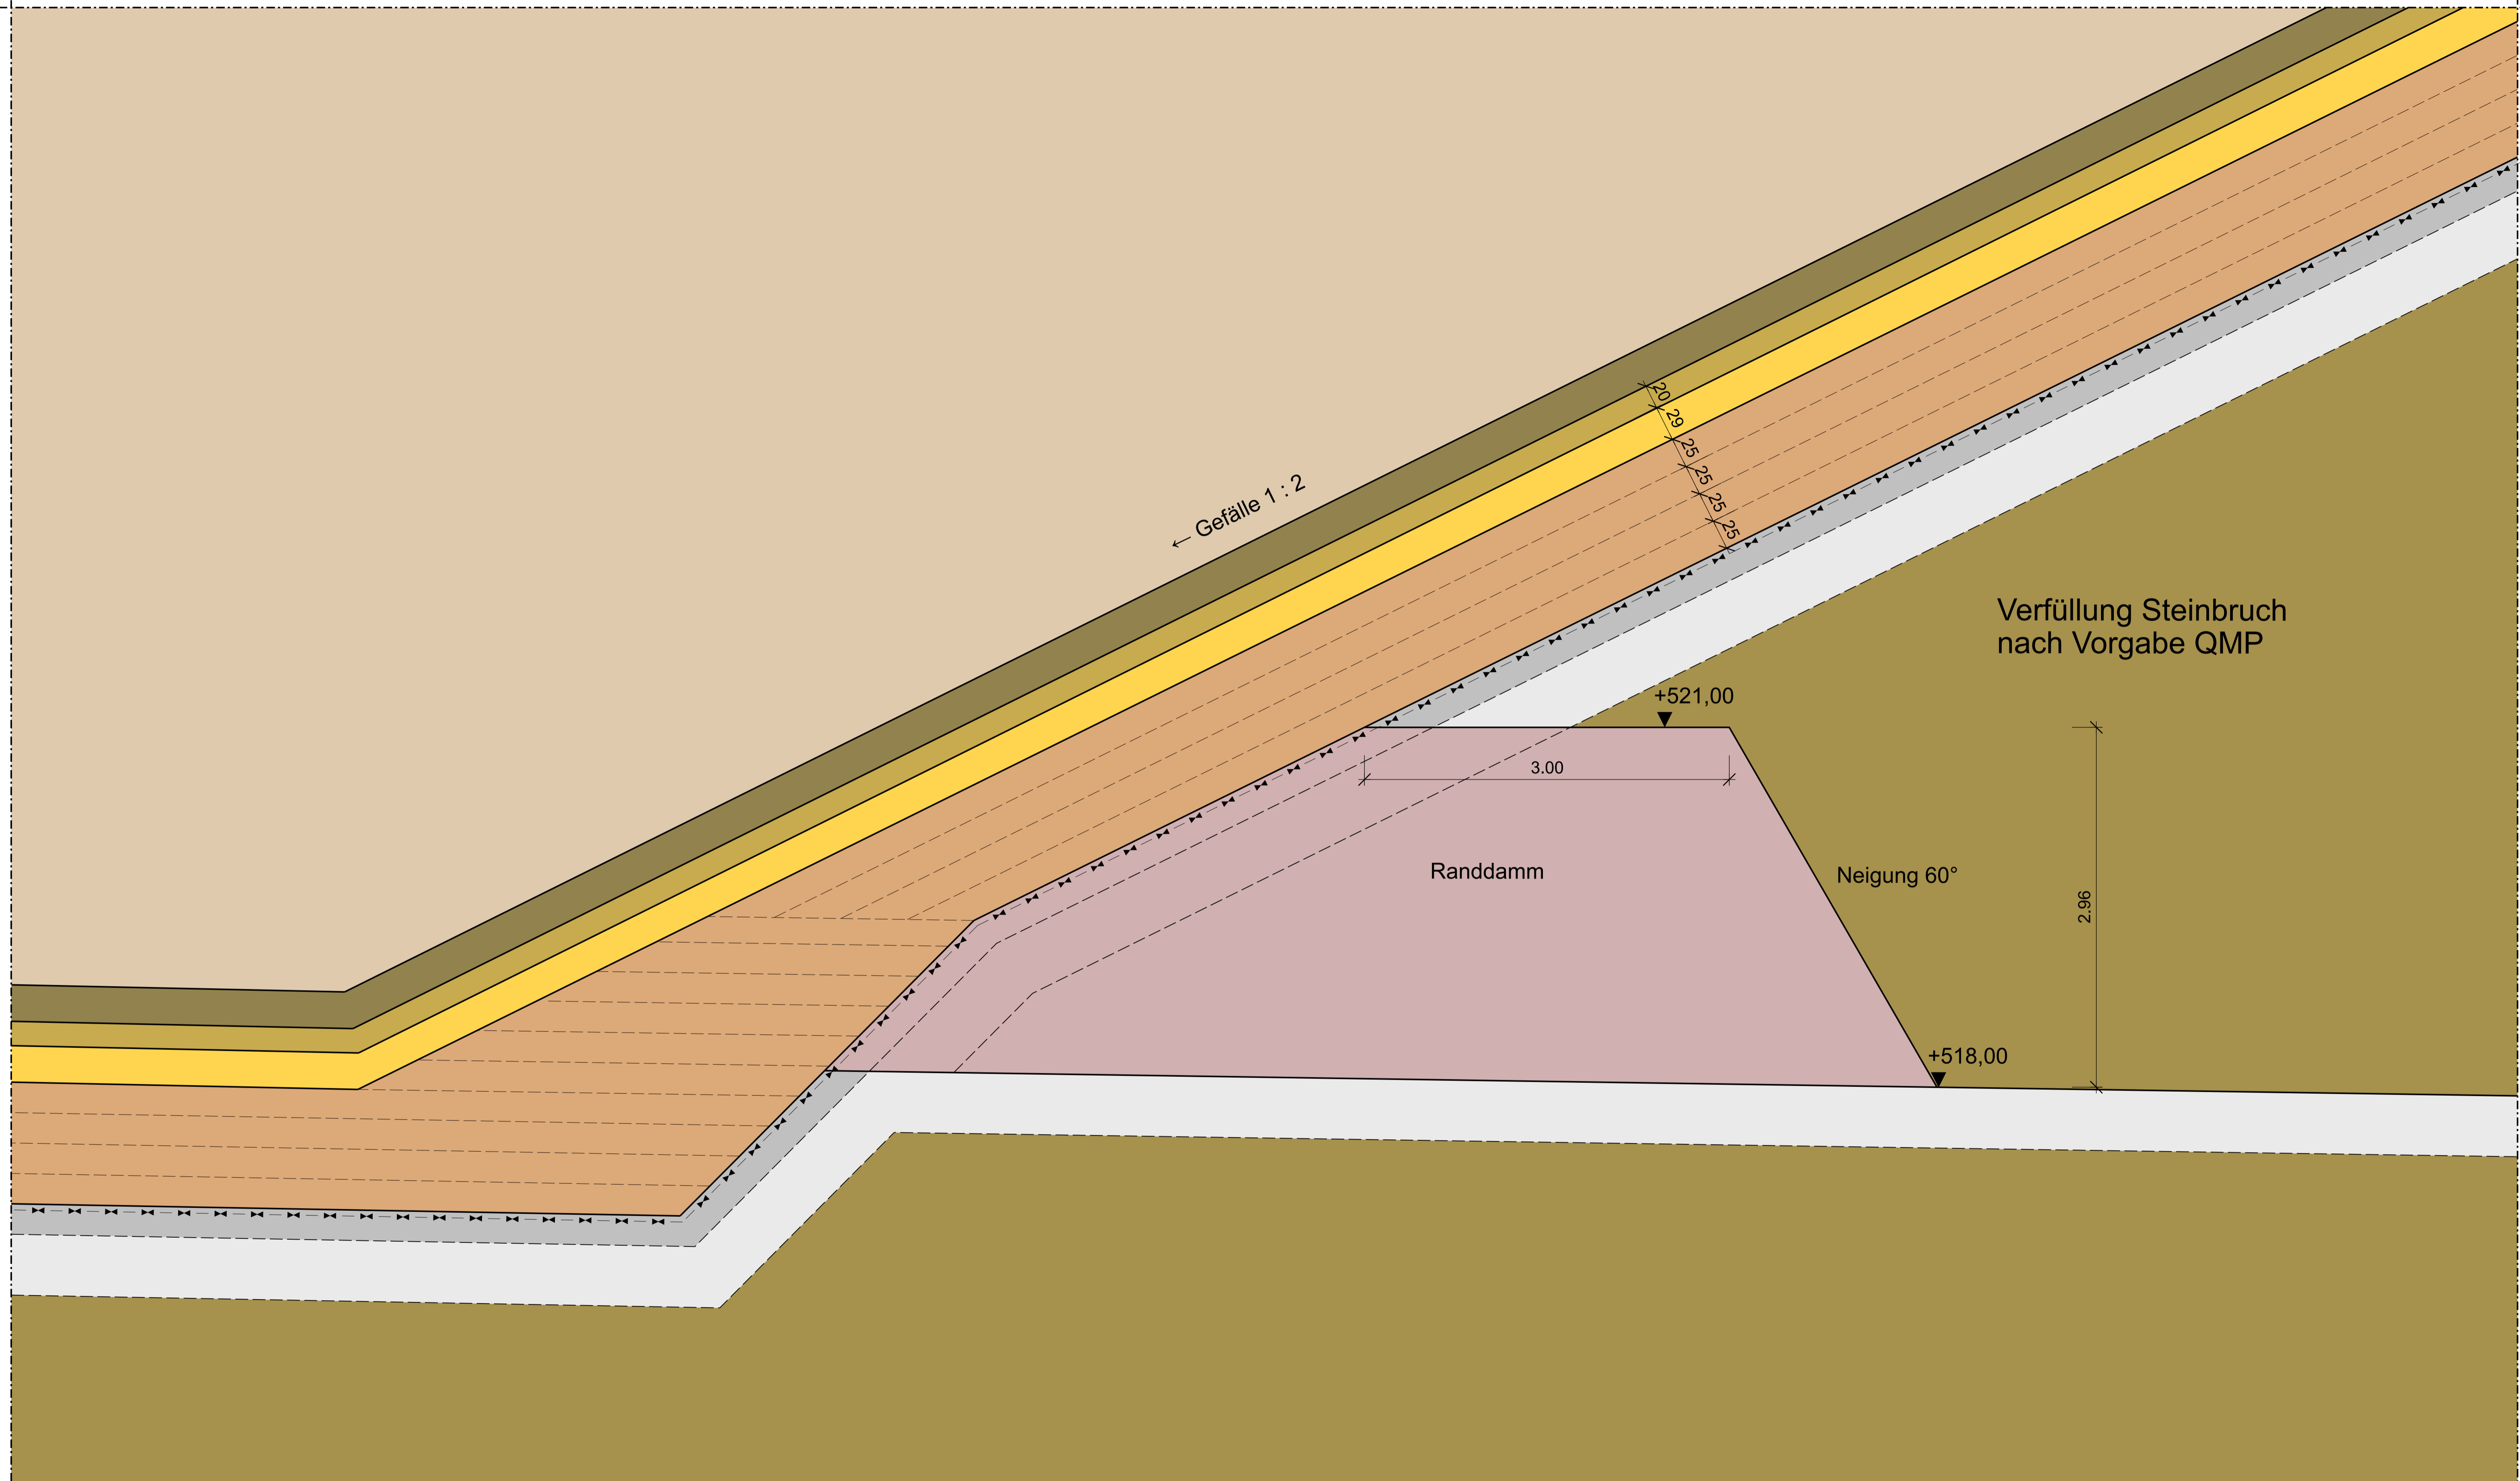 20
29
25
25
25
25
← Gefälle 1 : 2
Verfüllung Steinbruch
nach Vorgabe QMP
+521,00
3.00
Randdamm
Neigung 60°
2.96
+518,00